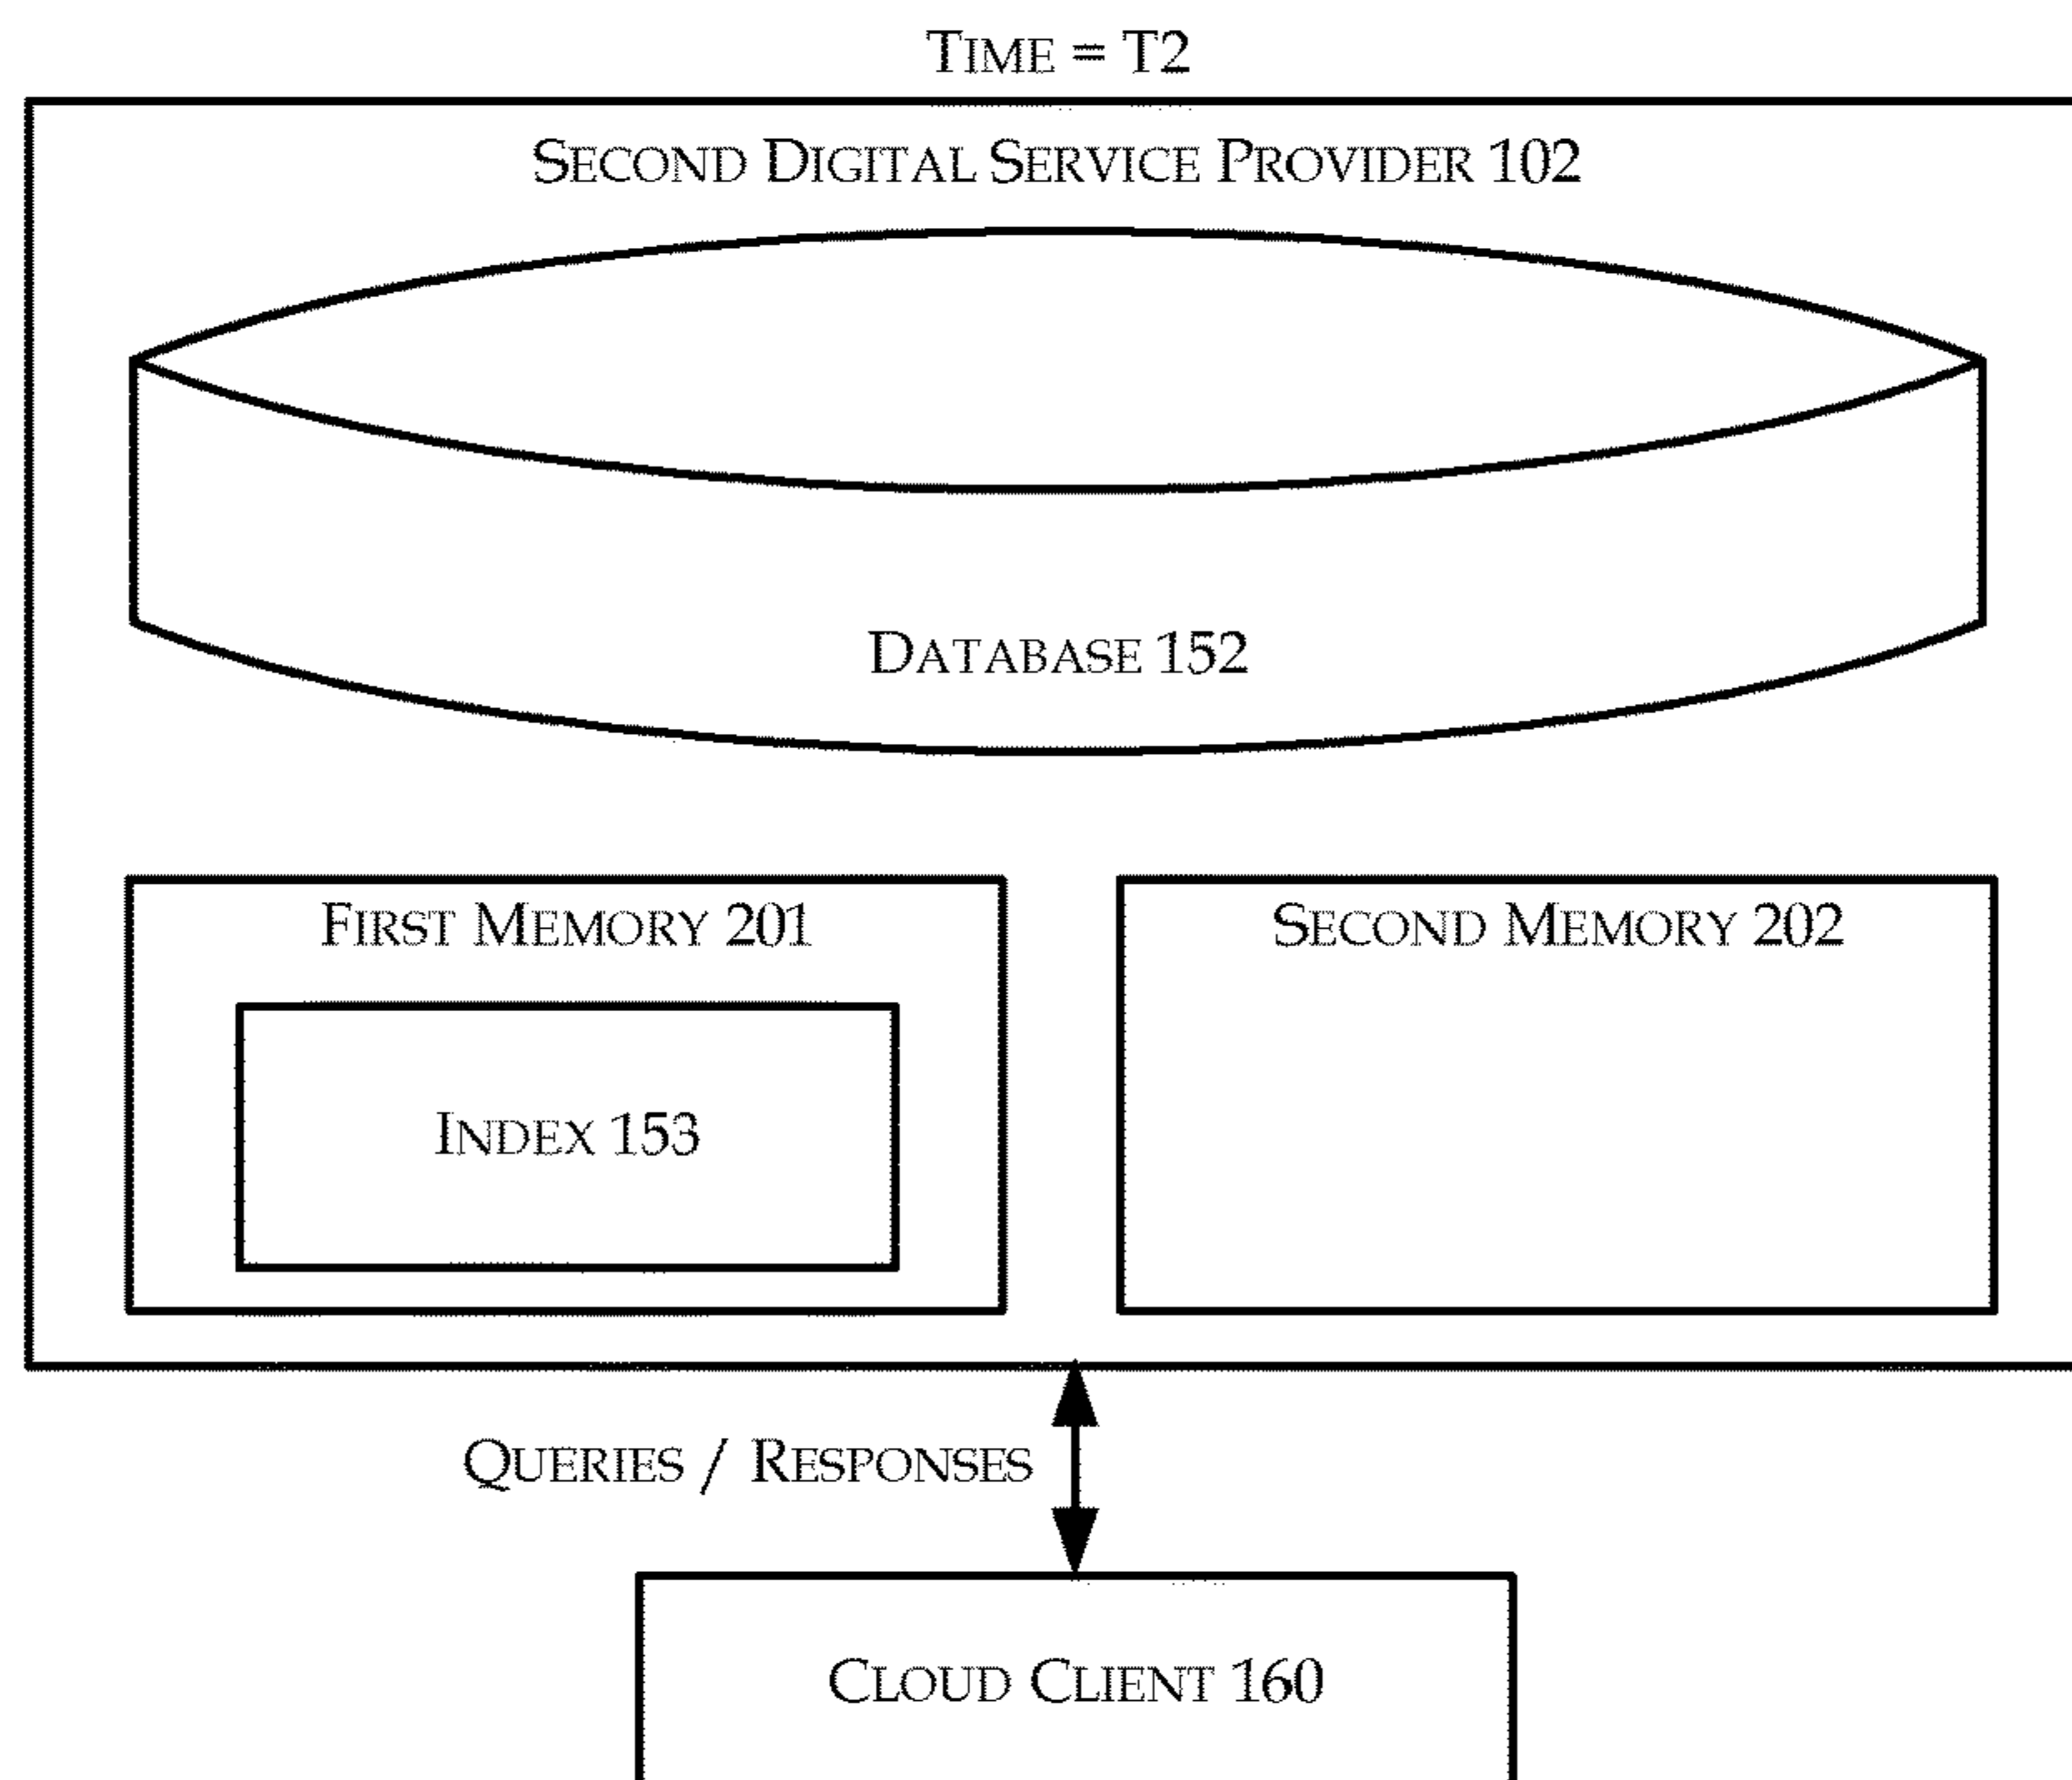 TIME = T2
SECOND DIGITAL SERVICE PROVIDER 102
DATABASE 152
FIRST MEMORY 201
SECOND MEMORY 202
INDEX 153
QUERIES / RESPONSES
CLOUD CLIENT 160